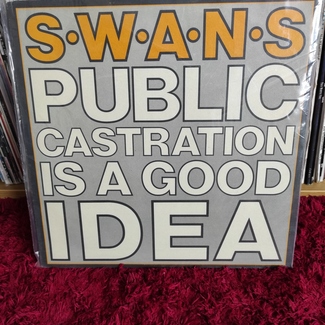 S·W·A·N·S
PUBLIC
CASTRATION
IS A GOOD
IDEA